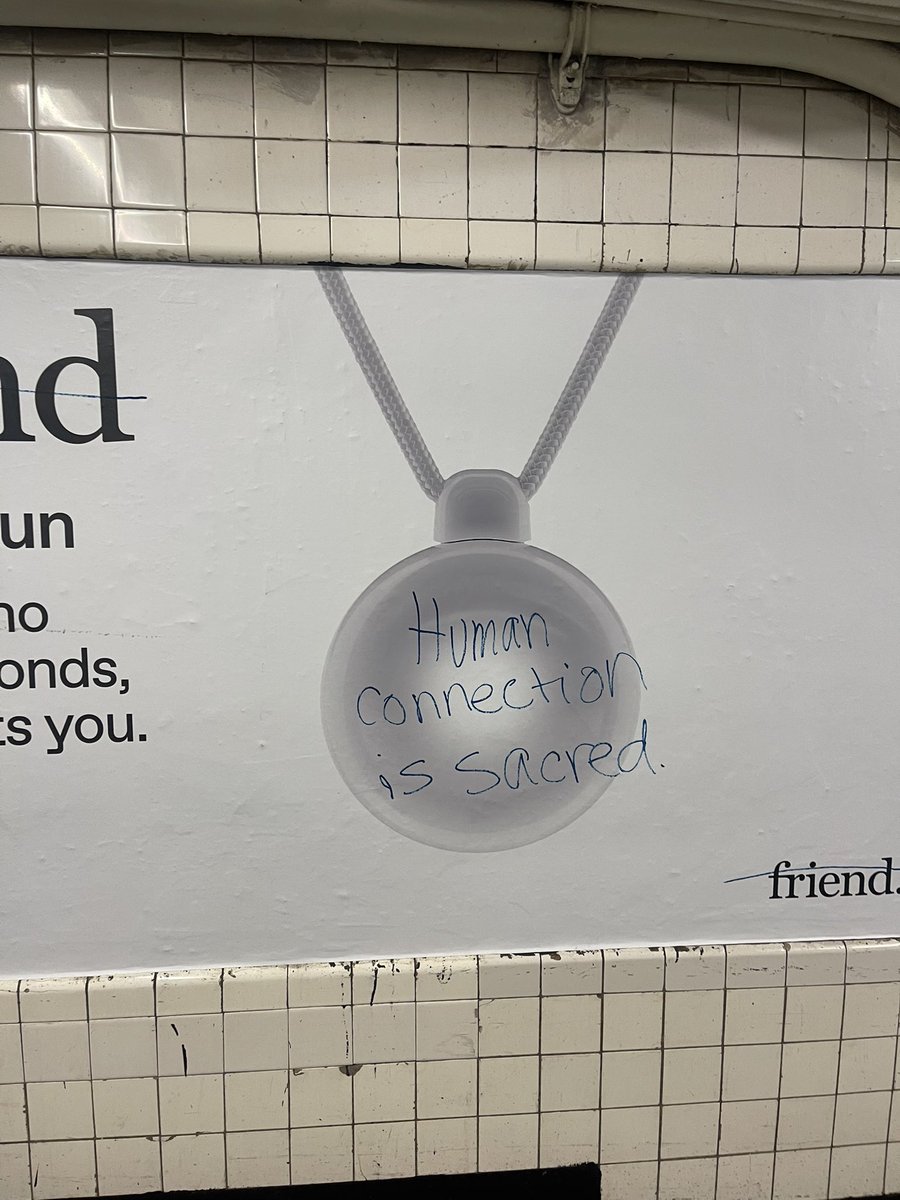 nd
un
no
onds,
ts you.
Human
connection
is sacred.
friend.